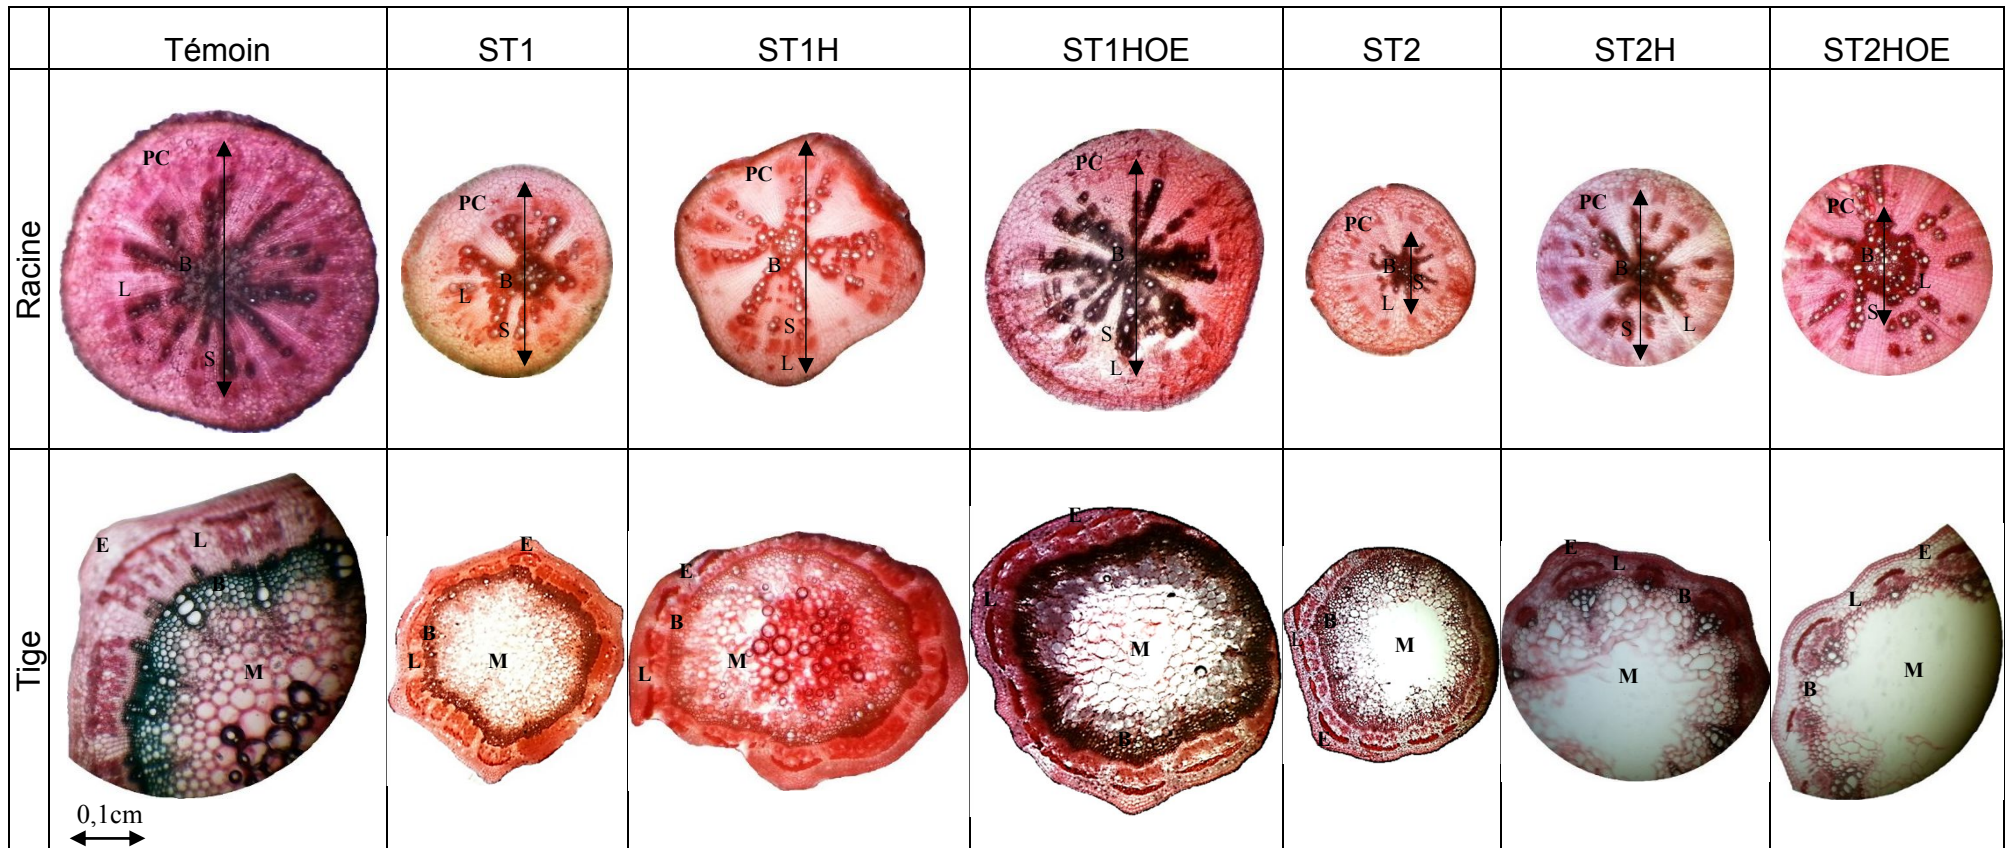 Témoin ST1 ST1H ST1HOE ST2 ST2H ST2HOE
Racine
PC B L S
PC L B S
PC B S L
PC B S L
PC B S L
PC B S L
PC B L S
Tige
E L B M
E B L M
E B M L
E L M B
B L M E
E L B M
E L M B
0,1cm